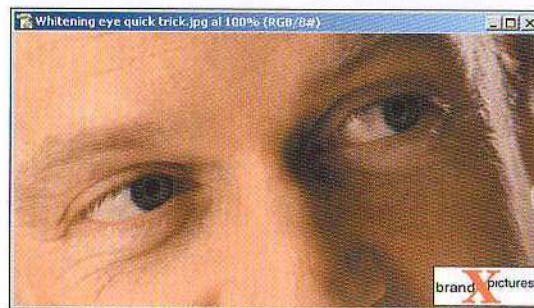 Whitening eye quick trick.jpg al 100% (RGB/8#)
brand X pictures